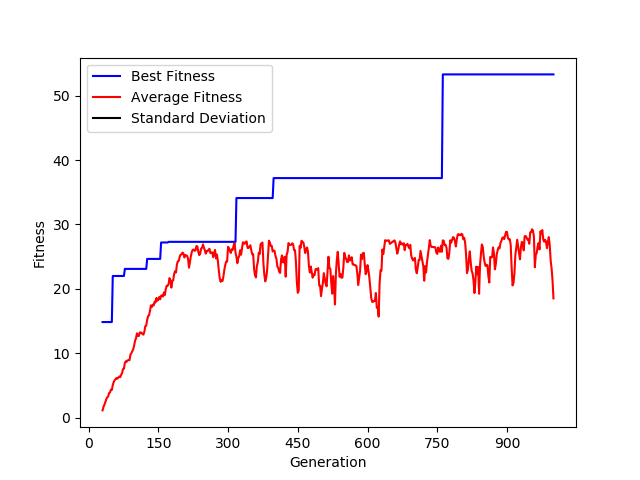 Best Fitness
Average Fitness
Standard Deviation
50
40
30
20
10
0
Fitness
0 150 300 450 600 750 900
Generation